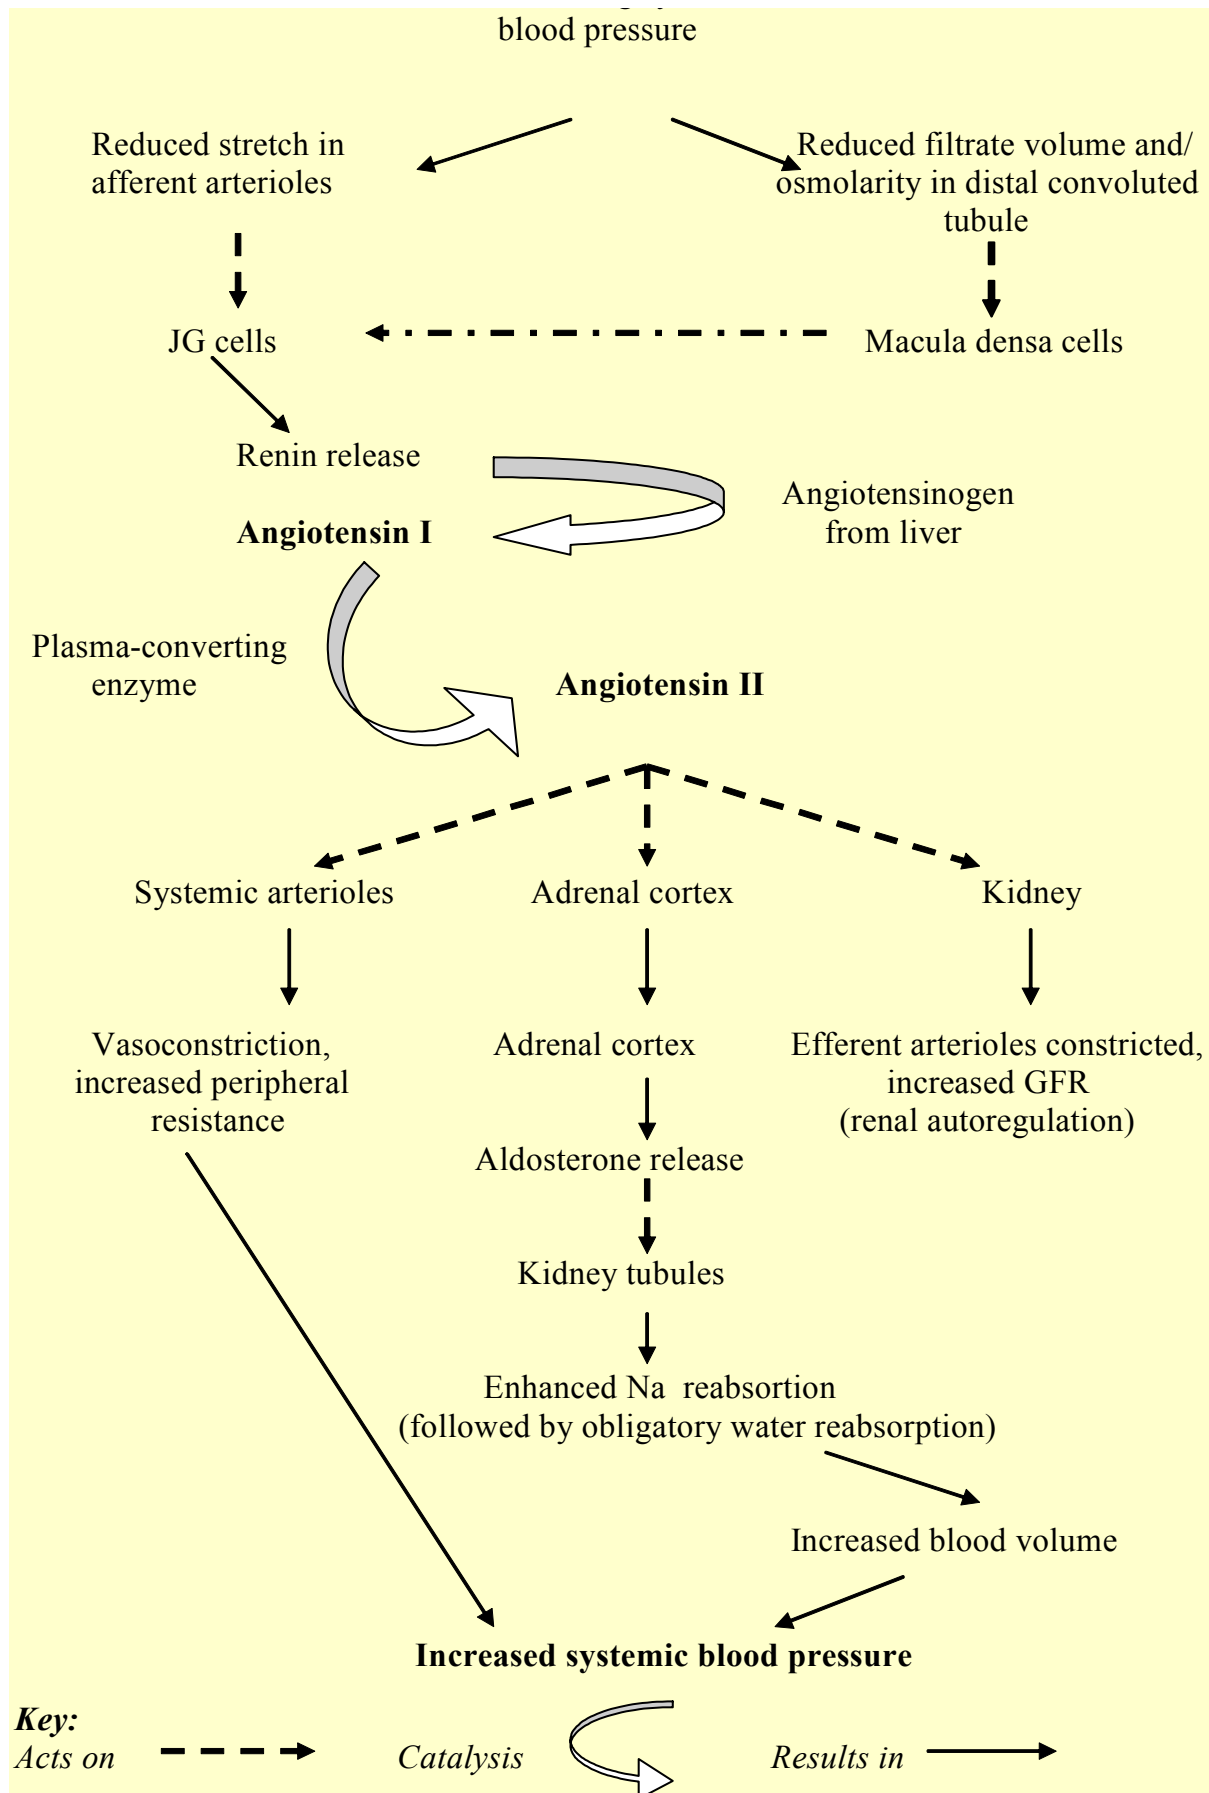 blood pressure
Reduced stretch in
afferent arterioles
Reduced filtrate volume and/
osmolarity in distal convoluted
tubule
JG cells
Macula densa cells
Renin release
Angiotensinogen
from liver
Angiotensin I
Plasma-converting
enzyme
Angiotensin II
Systemic arterioles
Adrenal cortex
Kidney
Vasoconstriction,
increased peripheral
resistance
Adrenal cortex
Efferent arterioles constricted,
increased GFR
(renal autoregulation)
Aldosterone release
Kidney tubules
Enhanced Na reabsortion
(followed by obligatory water reabsorption)
Increased blood volume
Increased systemic blood pressure
Key:
Acts on
Catalysis
Results in